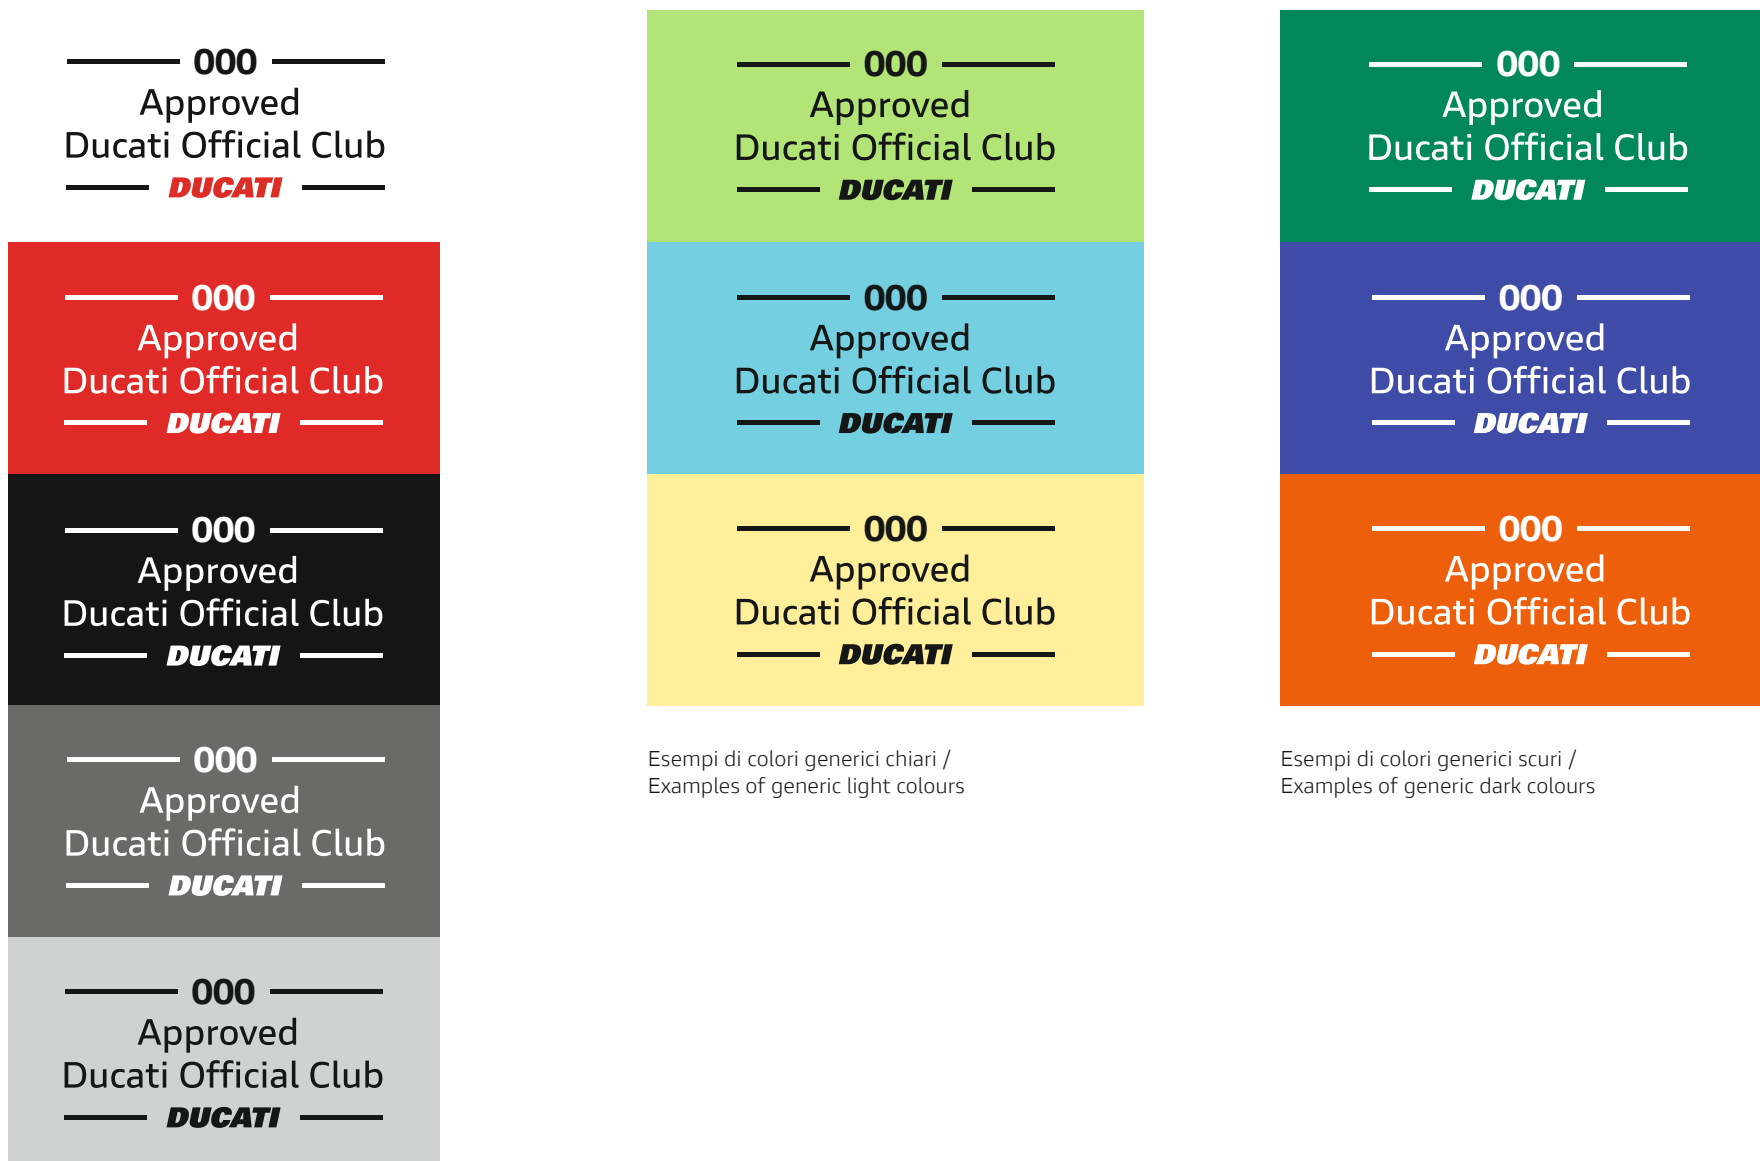 000
Approved
Ducati Official Club
DUCATI
000
Approved
Ducati Official Club
DUCATI
000
Approved
Ducati Official Club
DUCATI
000
Approved
Ducati Official Club
DUCATI
000
Approved
Ducati Official Club
DUCATI
000
Approved
Ducati Official Club
DUCATI
000
Approved
Ducati Official Club
DUCATI
000
Approved
Ducati Official Club
DUCATI
Esempi di colori generici chiari /
Examples of generic light colours
000
Approved
Ducati Official Club
DUCATI
000
Approved
Ducati Official Club
DUCATI
000
Approved
Ducati Official Club
DUCATI
Esempi di colori generici scuri /
Examples of generic dark colours